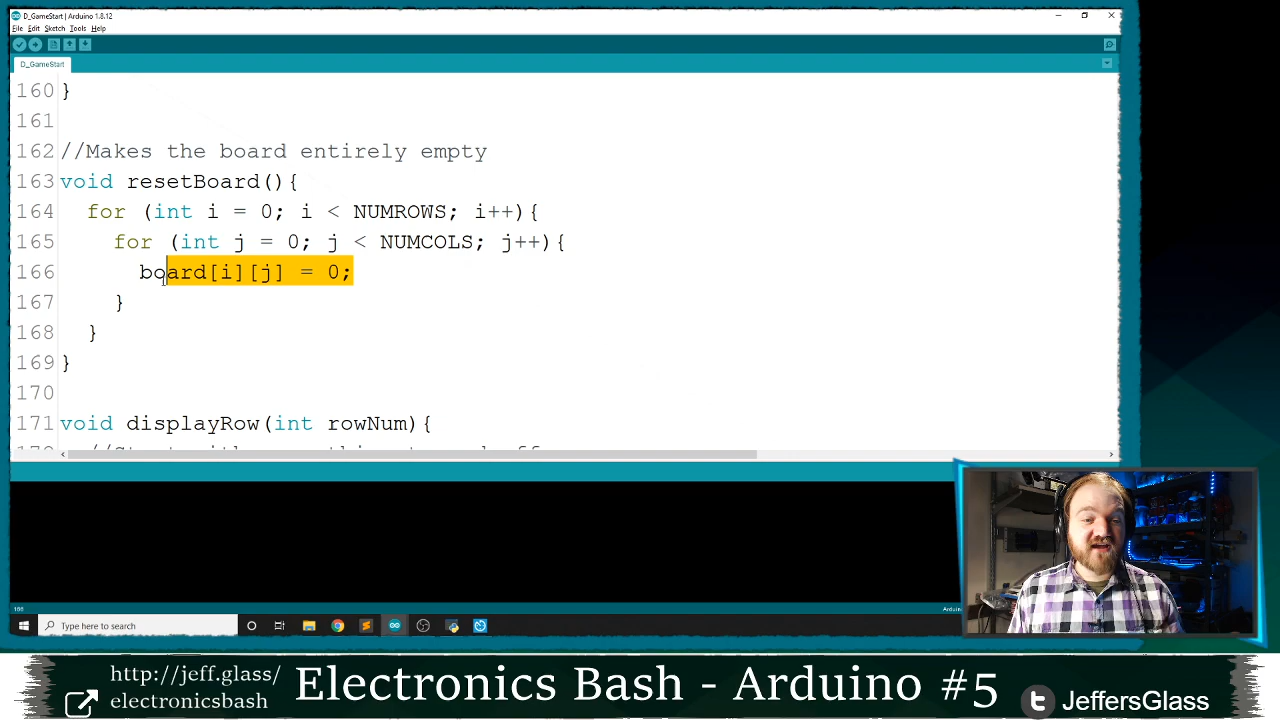 D_GameStart | Arduino 1.8.12
File Edit Sketch Tools Help
D_GameStart
160 }
161
162 //Makes the board entirely empty
163 void resetBoard(){
164 for (int i = 0; i < NUMROWS; i++){
165 for (int j = 0; j < NUMCOLS; j++){
166 board[i][j] = 0;
167 }
168 }
169 }
170
171 void displayRow(int rowNum){
166
Arduino
Type here to search
http://jeff.glass/
electronicsbash
Electronics Bash - Arduino #5
JeffersGlass